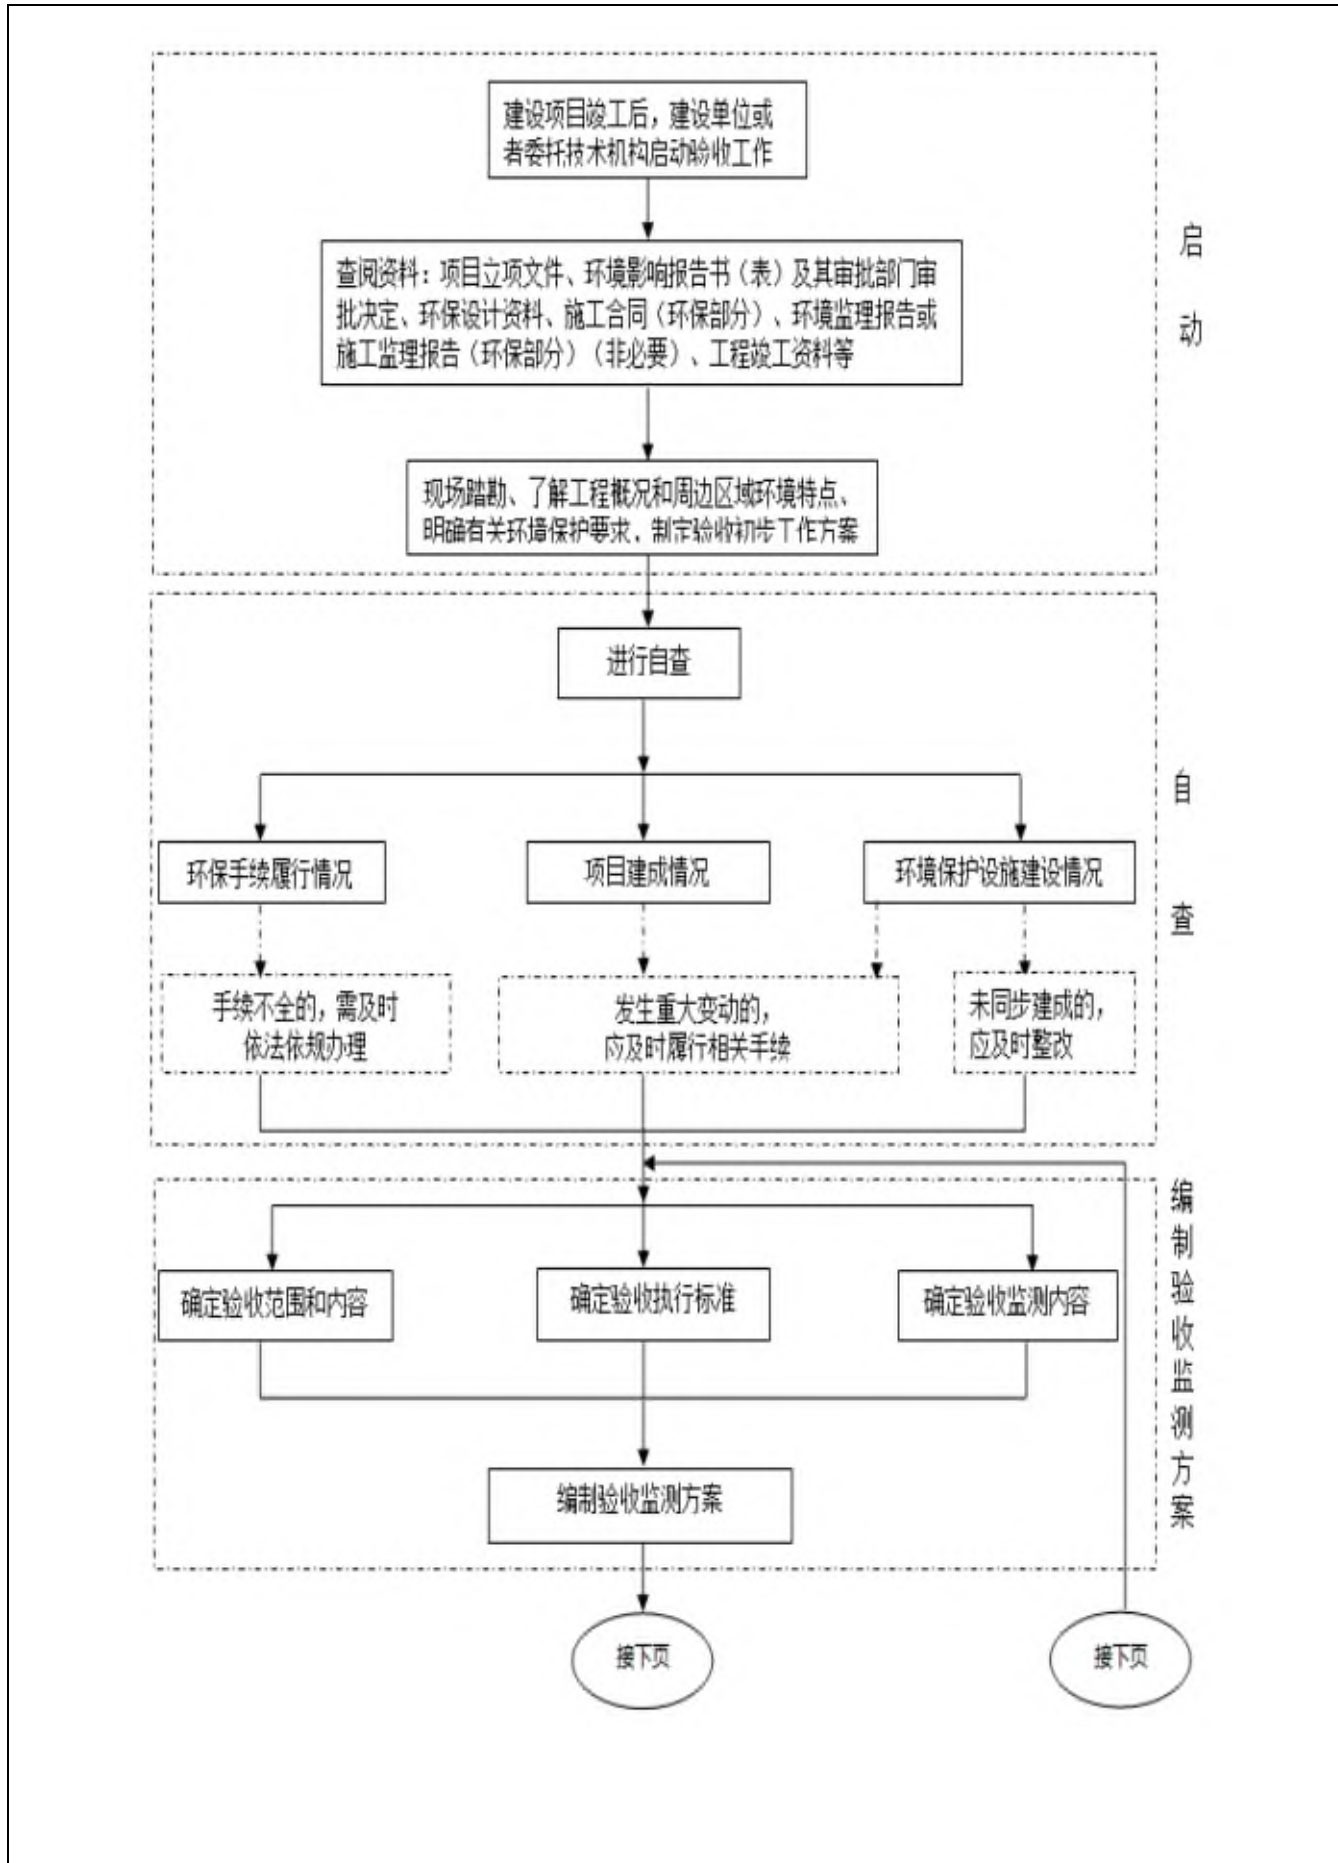 建设项目竣工后，建设单位或
者委托技术机构启动验收工作
启
动
查阅资料：项目立项文件、环境影响报告书（表）及其审批部门审
批决定、环保设计资料、施工合同（环保部分）、环境监理报告或
施工监理报告（环保部分）（非必要）、工程竣工资料等
现场踏勘、了解工程概况和周边区域环境特点、
明确有关环境保护要求、制定验收初步工作方案
进行自查
自
查
环保手续履行情况
项目建成情况
环境保护设施建设情况
手续不全的，需及时
依法依规办理
发生重大变动的，
应及时履行相关手续
未同步建成的，
应及时整改
编
制
验
收
监
测
方
案
确定验收范围和内容
确定验收执行标准
确定验收监测内容
编制验收监测方案
接下页
接下页